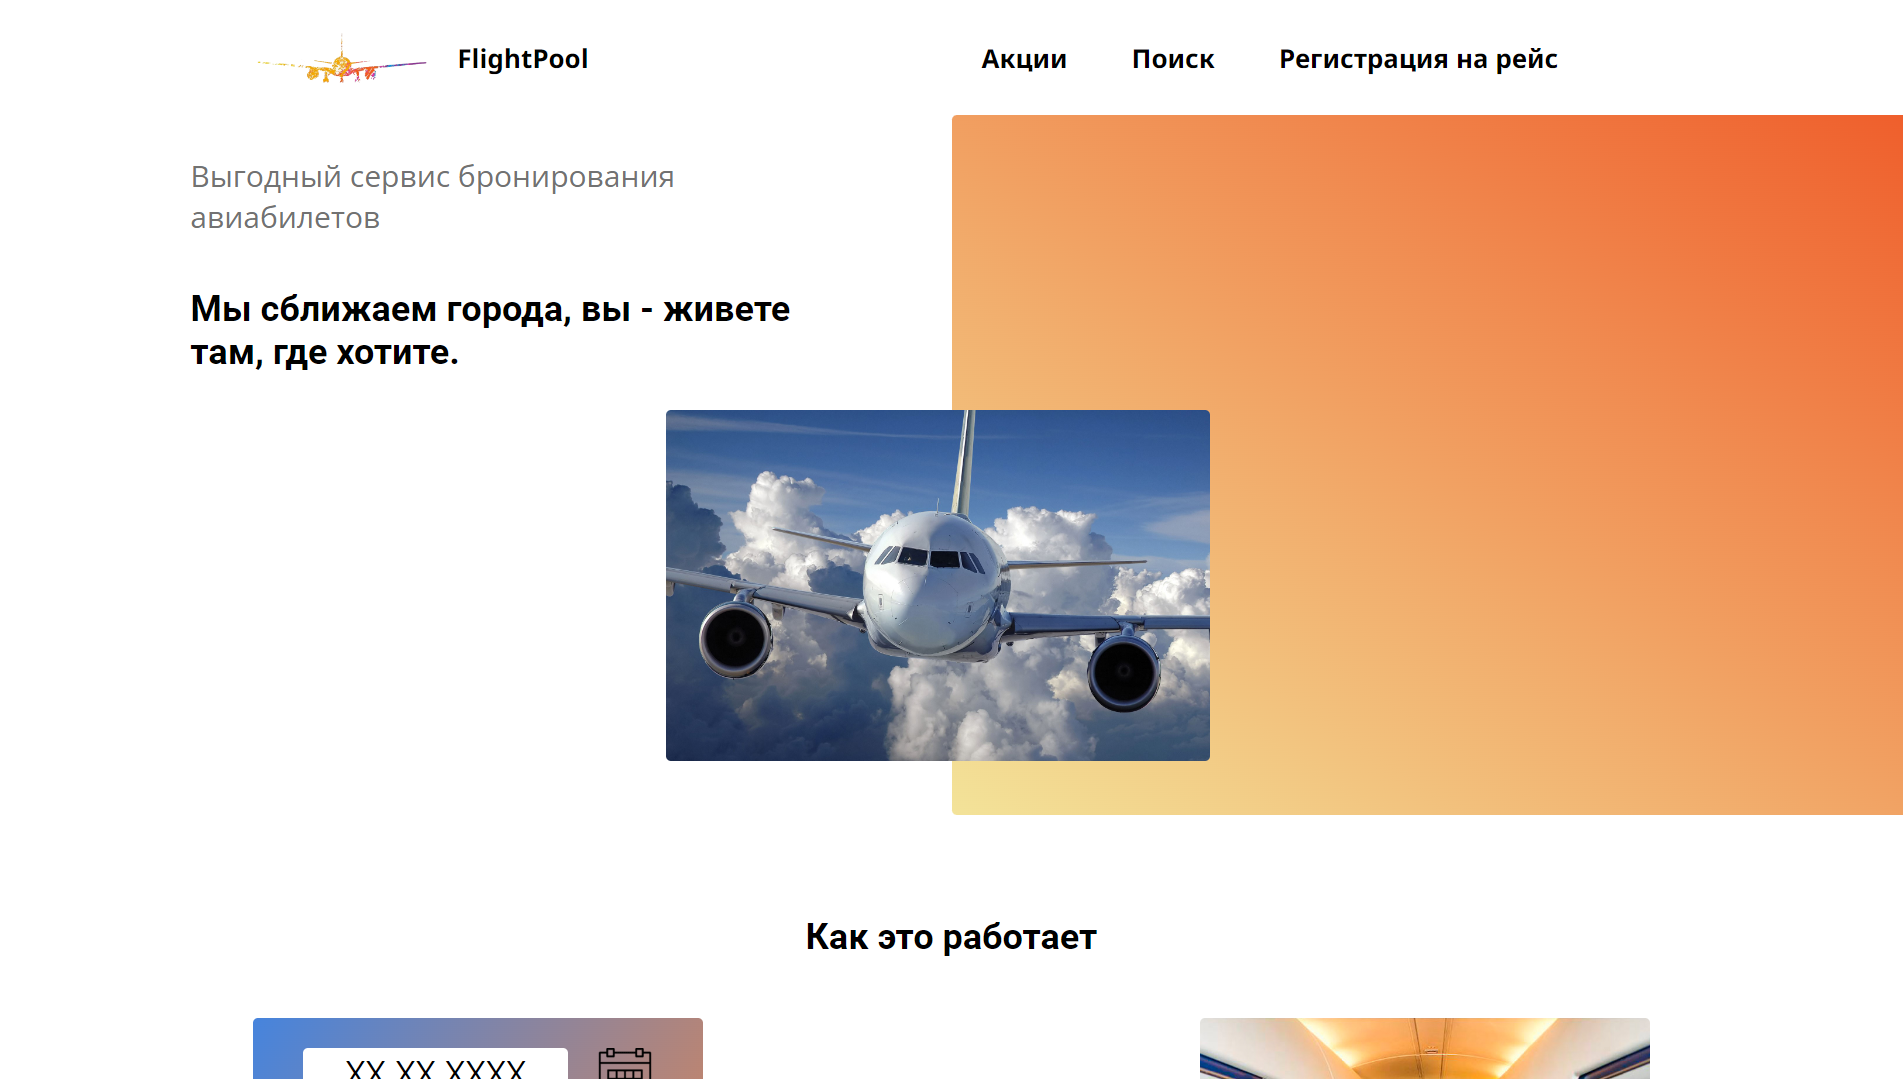 FlightPool
Акции
Поиск
Регистрация на рейс
Выгодный сервис бронирования
авиабилетов
Мы сближаем города, вы - живете
там, где хотите.
Как это работает
XX XX XXXX